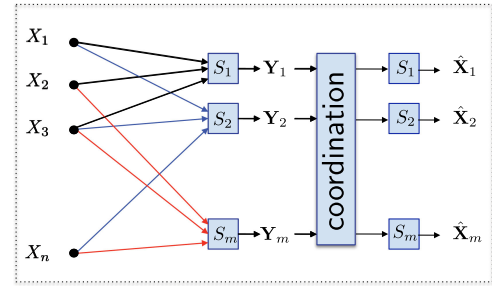 X₁ S₁ Y₁ S₁ X̂₁
X₂
X₃ S₂ Y₂ coordination S₂ X̂₂
Xₙ Sₘ Yₘ Sₘ X̂ₘ